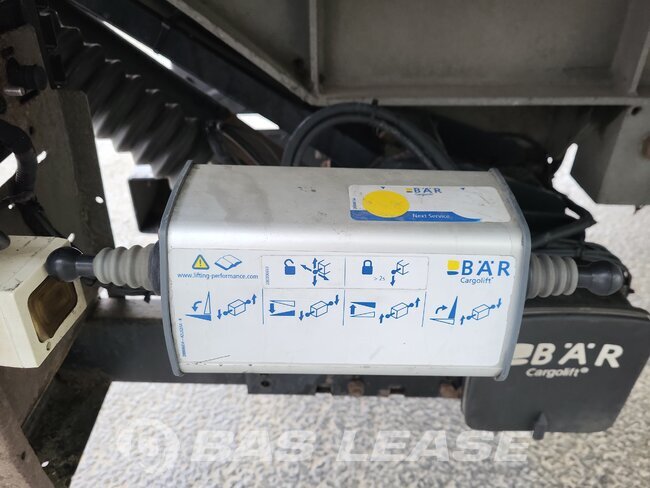 BÄR
Next Service
www.lifting-performance.com
> 2s
BÄR
Cargolift®
BÄR
Cargolift®
BAS LEASE